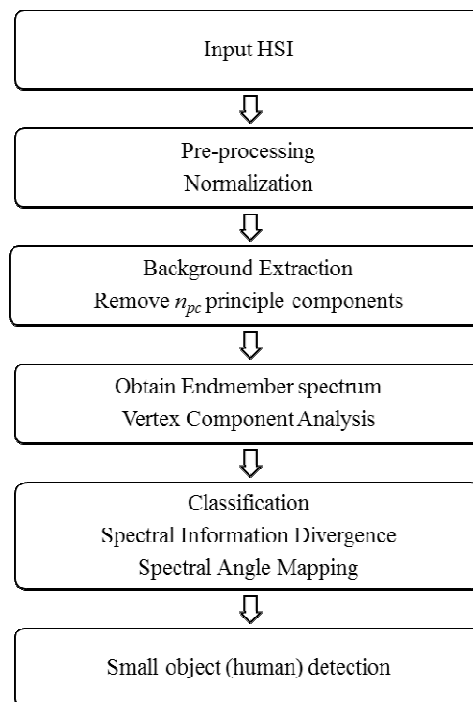 Input HSI
Pre-processing
Normalization
Background Extraction
Remove n_pc principle components
Obtain Endmember spectrum
Vertex Component Analysis
Classification
Spectral Information Divergence
Spectral Angle Mapping
Small object (human) detection